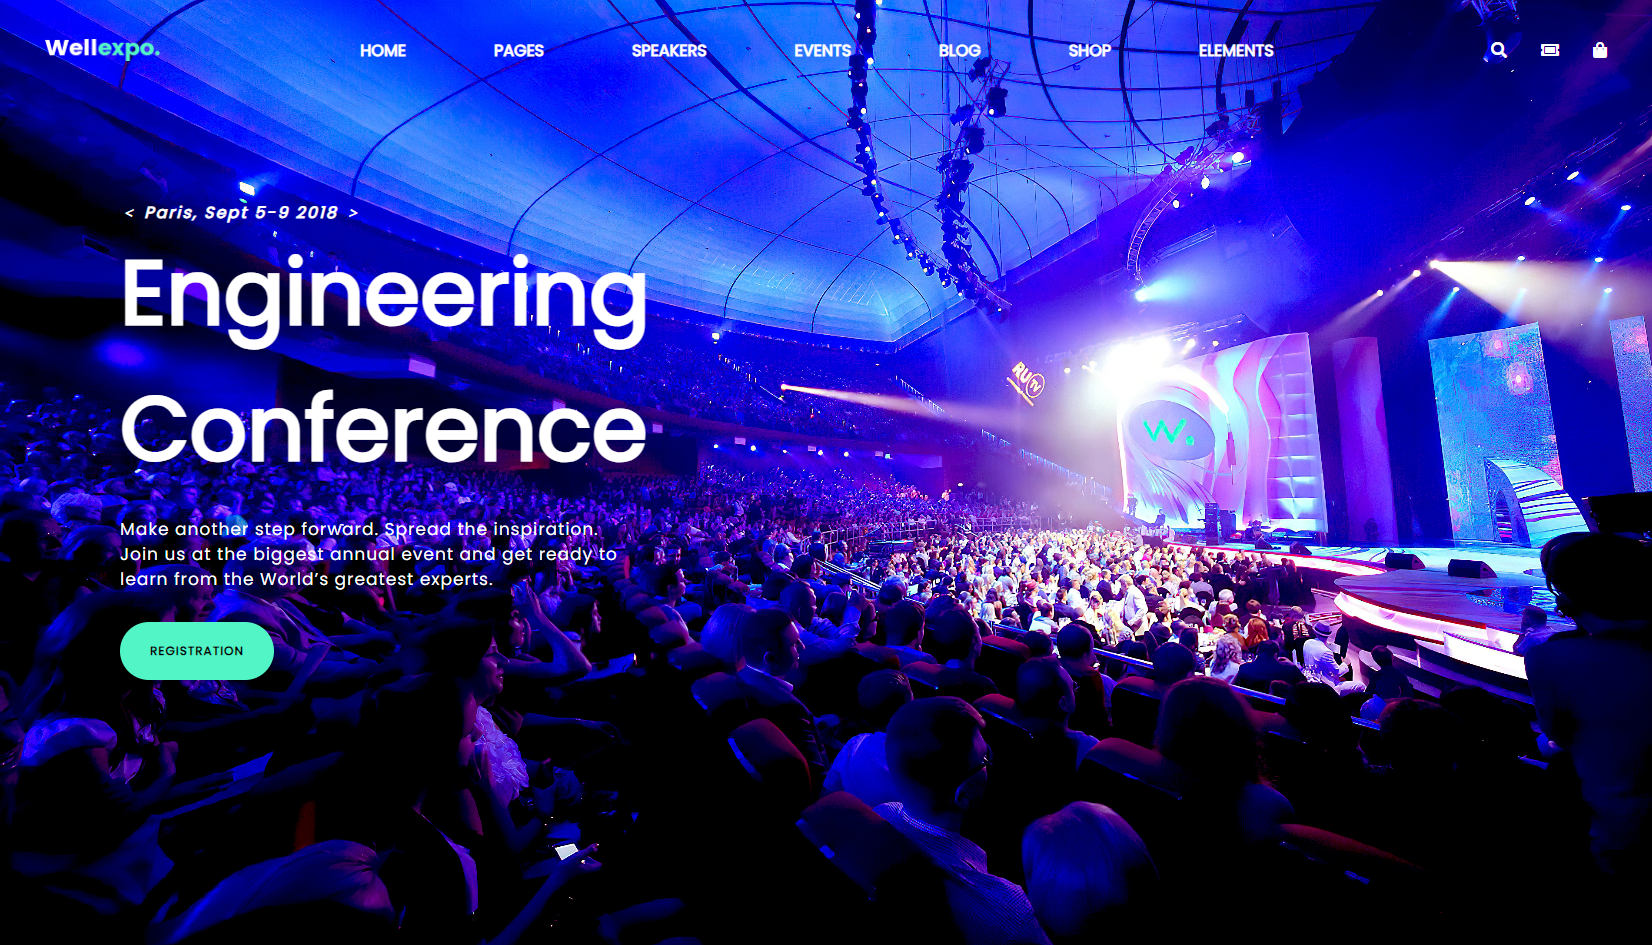 Wellexpo.
HOME PAGES SPEAKERS EVENTS BLOG SHOP ELEMENTS
< Paris, Sept 5-9 2018 >
Engineering
Conference
Make another step forward. Spread the inspiration.
Join us at the biggest annual event and get ready to
learn from the World’s greatest experts.
REGISTRATION
RU TV
W.